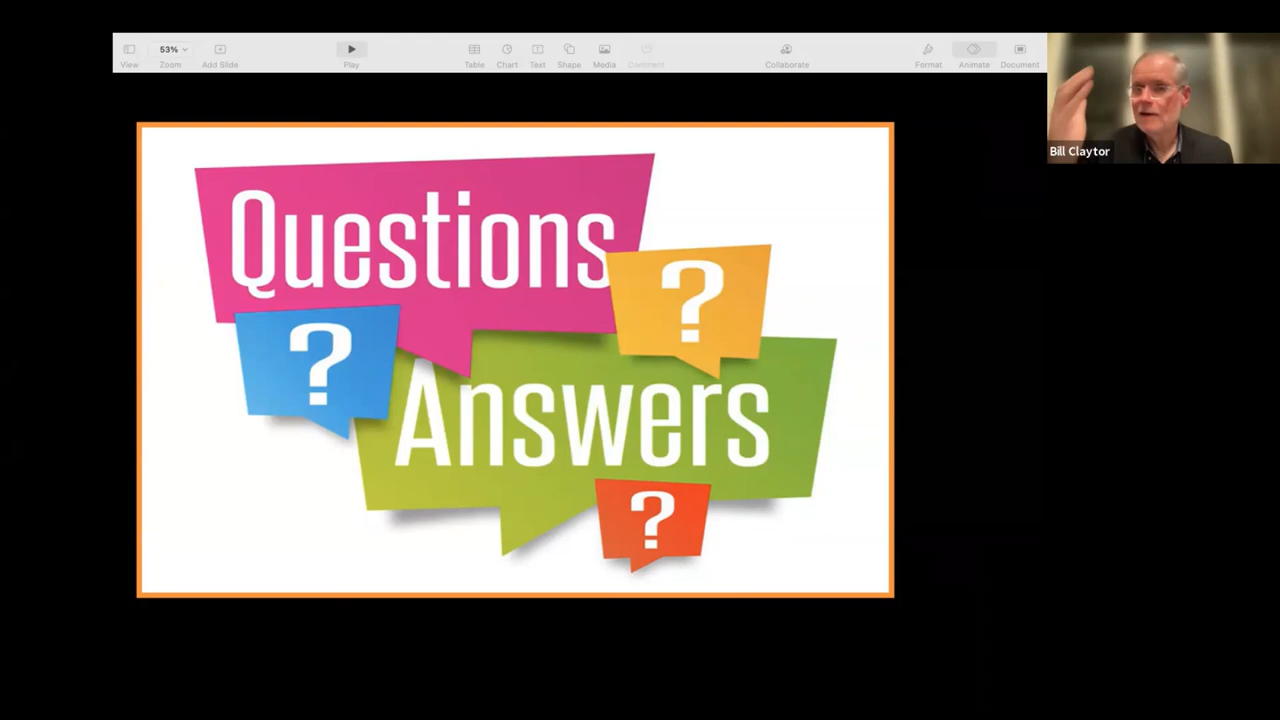 53%
View
Zoom
Add Slide
Play
Table
Chart
Text
Shape
Media
Comment
Collaborate
Format
Animate
Document
Bill Claytor
Questions
?
?
Answers
?